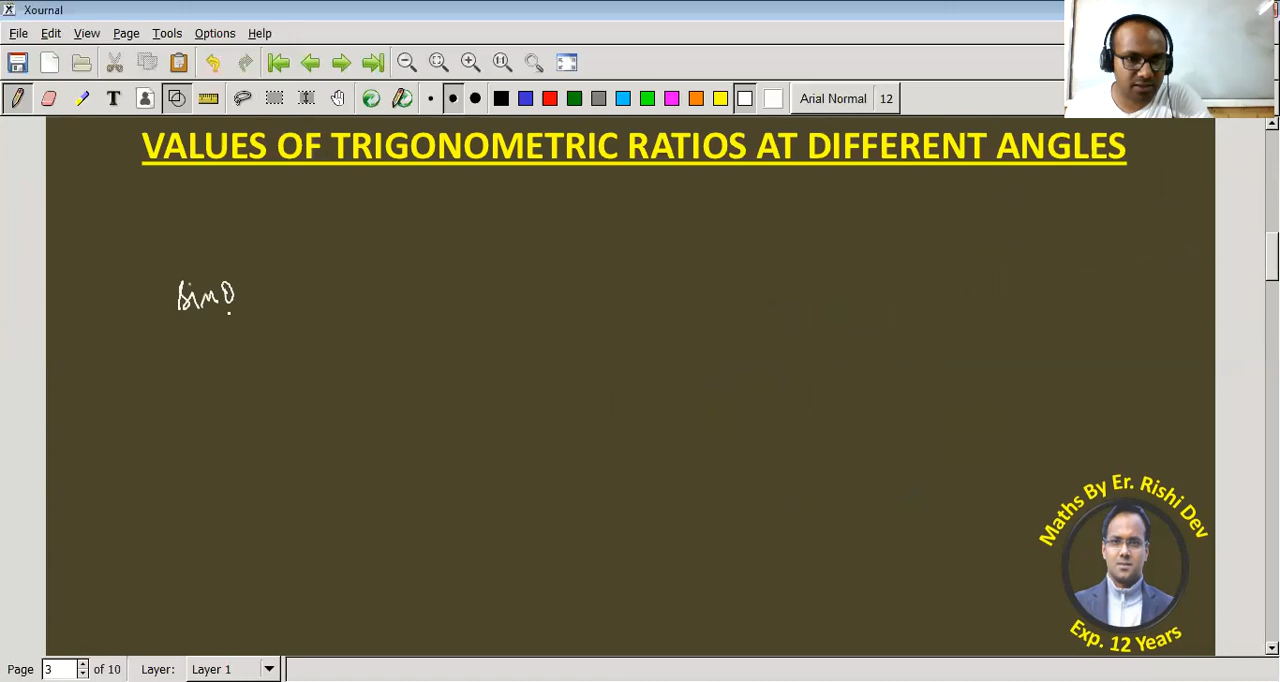 Xournal
File Edit View Page Tools Options Help
Arial Normal 12
VALUES OF TRIGONOMETRIC RATIOS AT DIFFERENT ANGLES
sinθ
Maths By Er. Rishi Dev
Exp. 12 Years
Page 3 of 10 Layer: Layer 1